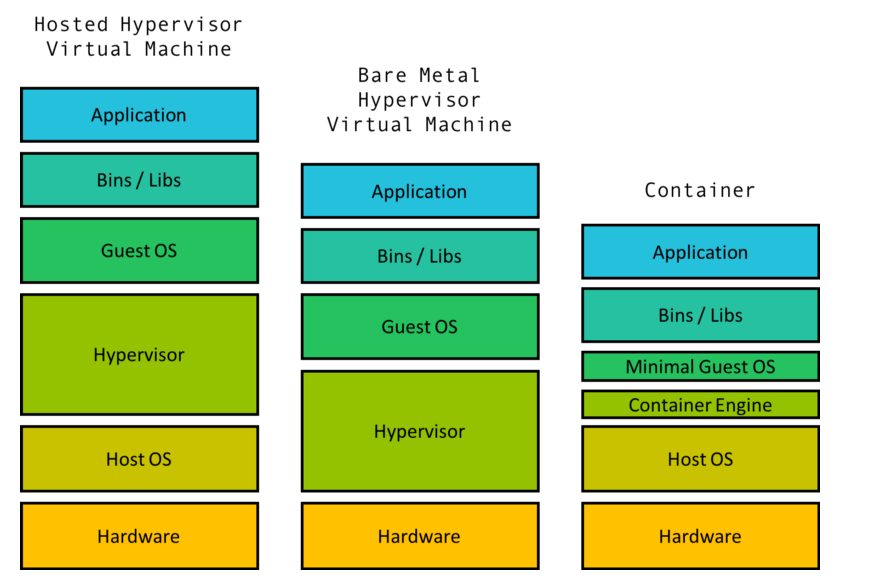 Hosted Hypervisor
Virtual Machine
Application
Bins / Libs
Guest OS
Hypervisor
Host OS
Hardware
Bare Metal
Hypervisor
Virtual Machine
Application
Bins / Libs
Guest OS
Hypervisor
Hardware
Container
Application
Bins / Libs
Minimal Guest OS
Container Engine
Host OS
Hardware